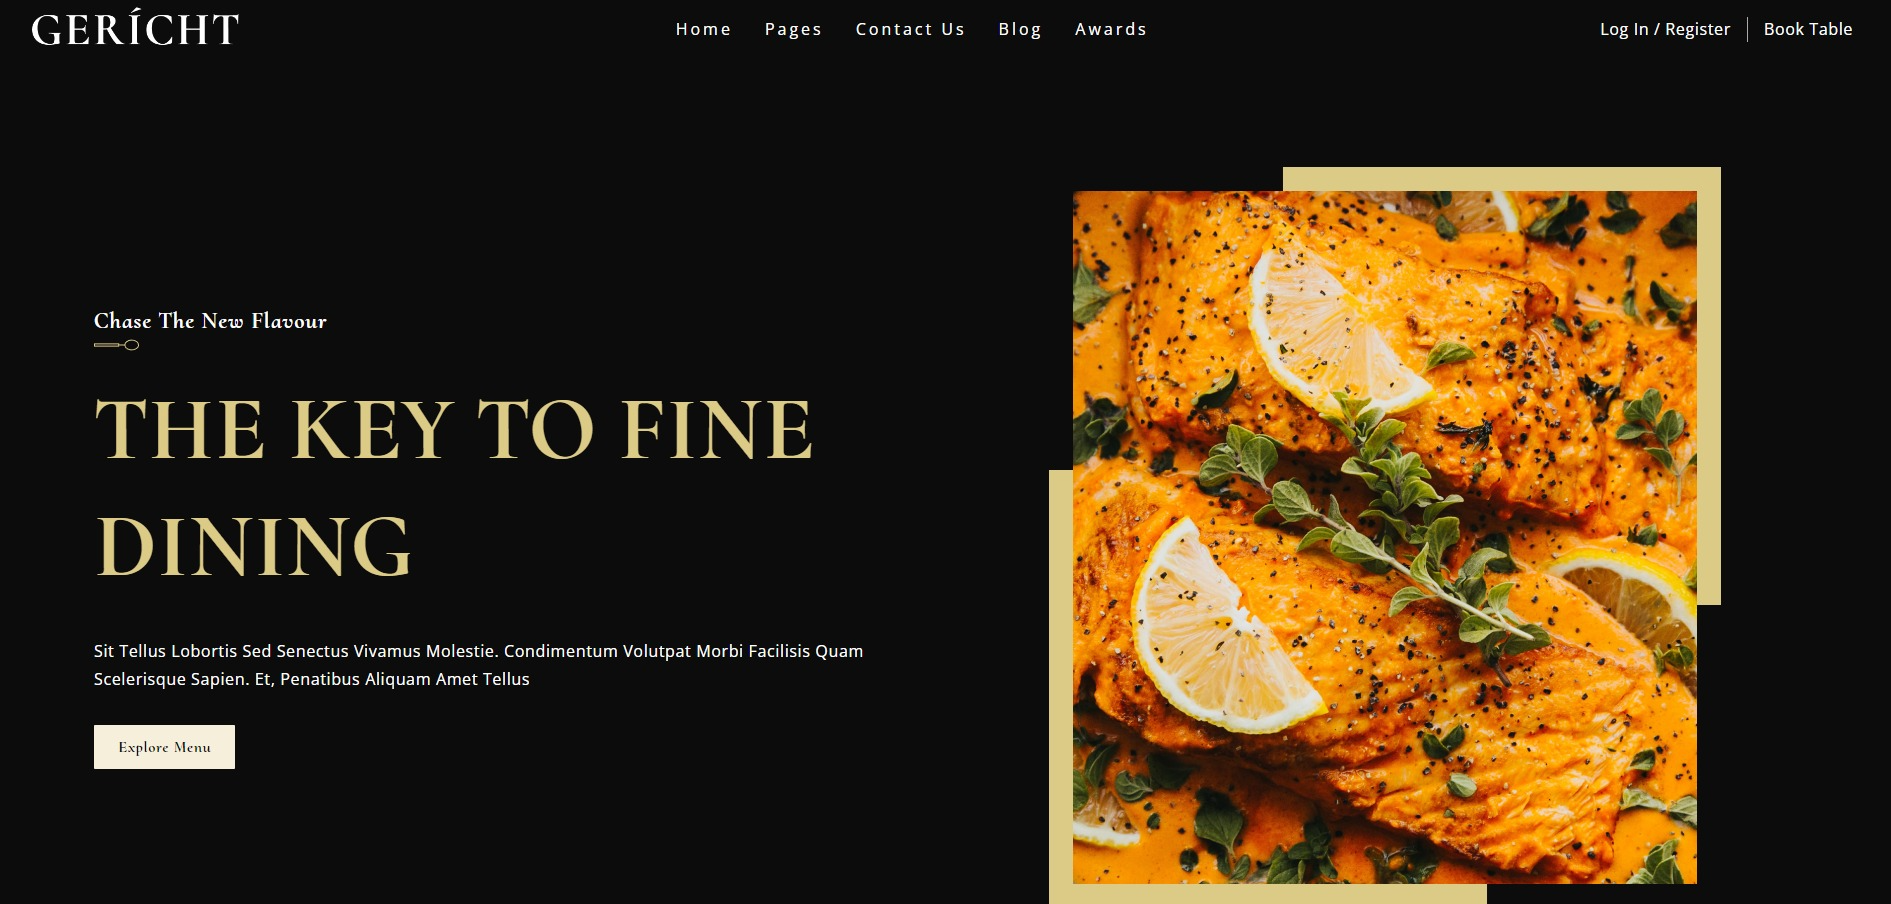 GERÍCHT
Home Pages Contact Us Blog Awards
Log In / Register Book Table
Chase The New Flavour
THE KEY TO FINE
DINING
Sit Tellus Lobortis Sed Senectus Vivamus Molestie. Condimentum Volutpat Morbi Facilisis Quam
Scelerisque Sapien. Et, Penatibus Aliquam Amet Tellus
Explore Menu